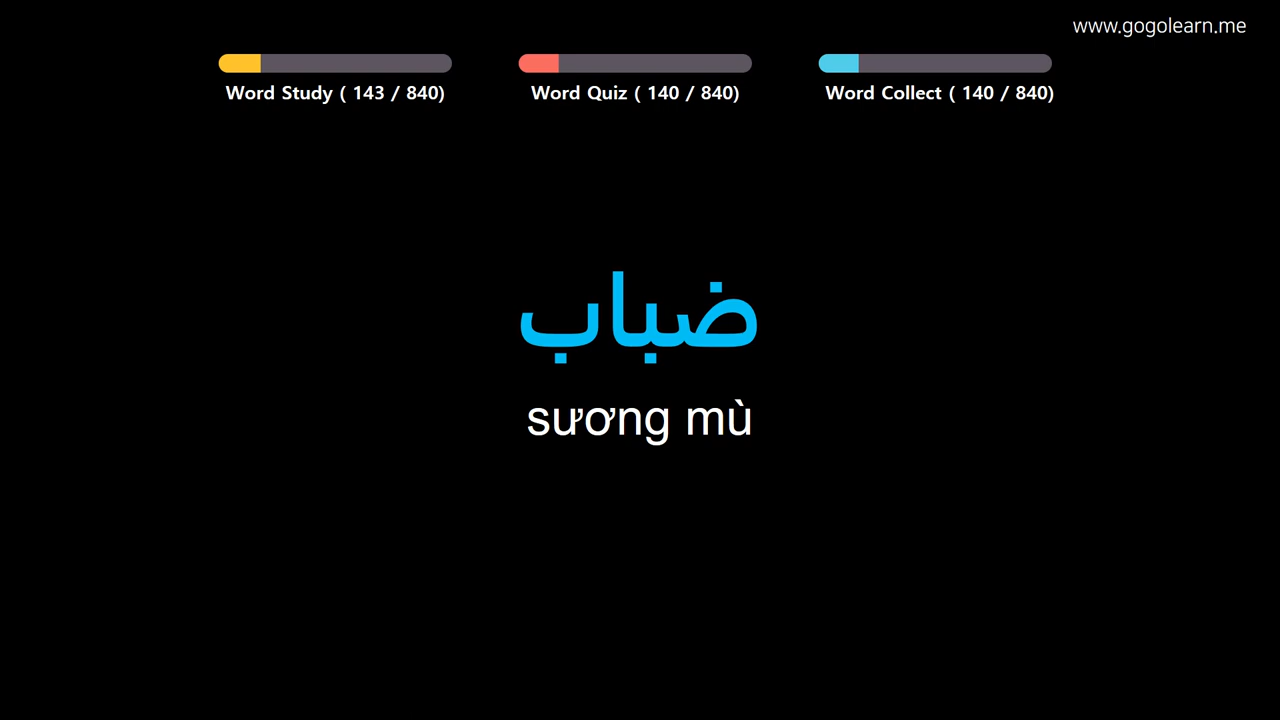 www.gogolearn.me
Word Study ( 143 / 840)
Word Quiz ( 140 / 840)
Word Collect ( 140 / 840)
ضباب
sương mù